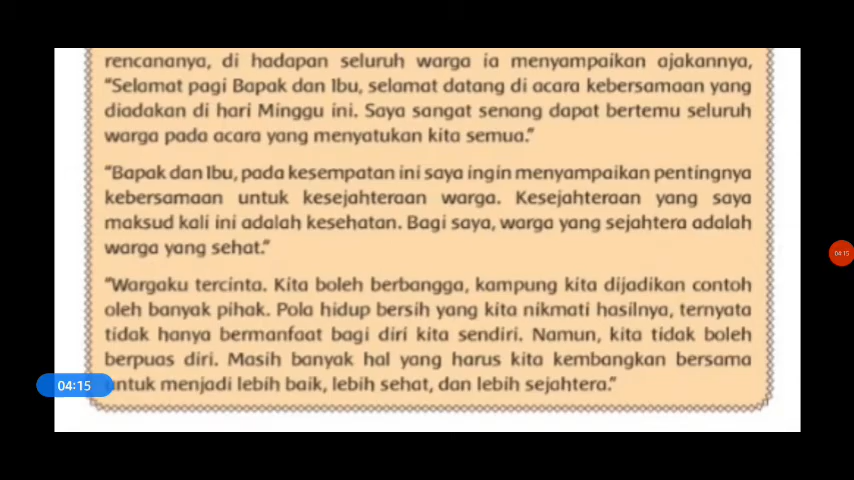 rencananya, di hadapan seluruh warga ia menyampaikan ajakannya,
“Selamat pagi Bapak dan Ibu, selamat datang di acara kebersamaan yang
diadakan di hari Minggu ini. Saya sangat senang dapat bertemu seluruh
warga pada acara yang menyatukan kita semua.”
“Bapak dan Ibu, pada kesempatan ini saya ingin menyampaikan pentingnya
kebersamaan untuk kesejahteraan warga. Kesejahteraan yang saya
maksud kali ini adalah kesehatan. Bagi saya, warga yang sejahtera adalah
warga yang sehat.”
“Wargaku tercinta. Kita boleh berbangga, kampung kita dijadikan contoh
oleh banyak pihak. Pola hidup bersih yang kita nikmati hasilnya, ternyata
tidak hanya bermanfaat bagi diri kita sendiri. Namun, kita tidak boleh
berpuas diri. Masih banyak hal yang harus kita kembangkan bersama
untuk menjadi lebih baik, lebih sehat, dan lebih sejahtera.”
04:15
04:15